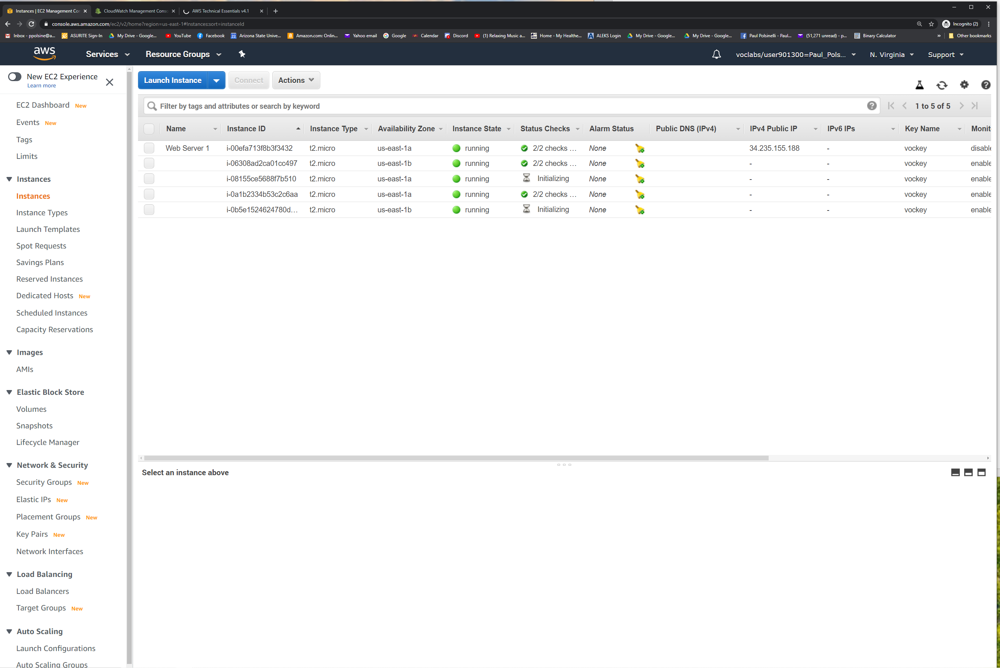 Instances | EC2 Management Con
CloudWatch Management Conso
AWS Technical Essentials v4.1
console.aws.amazon.com/ec2/v2/home?region=us-east-1#Instances:sort=instanceId
Incognito (2)
Inbox - ppolsine@a...
ASURITE Sign-In
My Drive - Google...
YouTube
Facebook
22
Arizona State Unive...
Amazon.com: Onlin...
Yahoo email
Google
Calendar
Discord
(1) Relaxing Music a...
Home - My Healthe...
ALEKS Login
My Drive - Google...
My Drive - Google...
Paul Polsinelli - Paul...
(51,271 unread) - p...
Binary Calculator
»
Other bookmarks
aws
Services
Resource Groups
voclabs/user901300=Paul_Pols...
N. Virginia
Support
New EC2 Experience
Learn more
EC2 Dashboard New
Events New
Tags
Limits
Instances
Instances
Instance Types
Launch Templates
Spot Requests
Savings Plans
Reserved Instances
Dedicated Hosts New
Scheduled Instances
Capacity Reservations
Images
AMIs
Elastic Block Store
Volumes
Snapshots
Lifecycle Manager
Network & Security
Security Groups New
Elastic IPs New
Placement Groups New
Key Pairs New
Network Interfaces
Load Balancing
Load Balancers
Target Groups New
Auto Scaling
Launch Configurations
Auto Scaling Groups
Launch Instance
Connect
Actions
Filter by tags and attributes or search by keyword
1 to 5 of 5
Name Instance ID Instance Type Availability Zone Instance State Status Checks Alarm Status Public DNS (IPv4) IPv4 Public IP IPv6 IPs Key Name Monit
Web Server 1 i-00efa713f8b3f3432 t2.micro us-east-1a running 2/2 checks ... None 34.235.155.188 - vockey disable
i-06308ad2ca01cc497 t2.micro us-east-1b running 2/2 checks ... None - - vockey enable
i-08155ce5688f7b510 t2.micro us-east-1a running Initializing None - - vockey enable
i-0a1b2334b53c2c6aa t2.micro us-east-1a running 2/2 checks ... None - - vockey enable
i-0b5e1524624780d... t2.micro us-east-1b running Initializing None - - vockey enable
Select an instance above